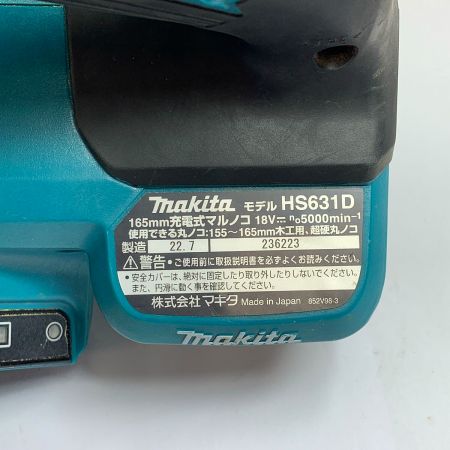 makita モデル HS631D
165mm充電式マルノコ 18V⎓ n₀5000min⁻¹
使用できる丸ノコ:155～165mm木工用、超硬丸ノコ
製造 22.7 236223
⚠警告・ご使用前に取扱説明書を必ずよくお読みください。
・安全カバーは、絶対に固定したり取り外したりしないでください。
また、円滑に動く事を確認してください。
株式会社マキタ Made in Japan 852V98-3
makita